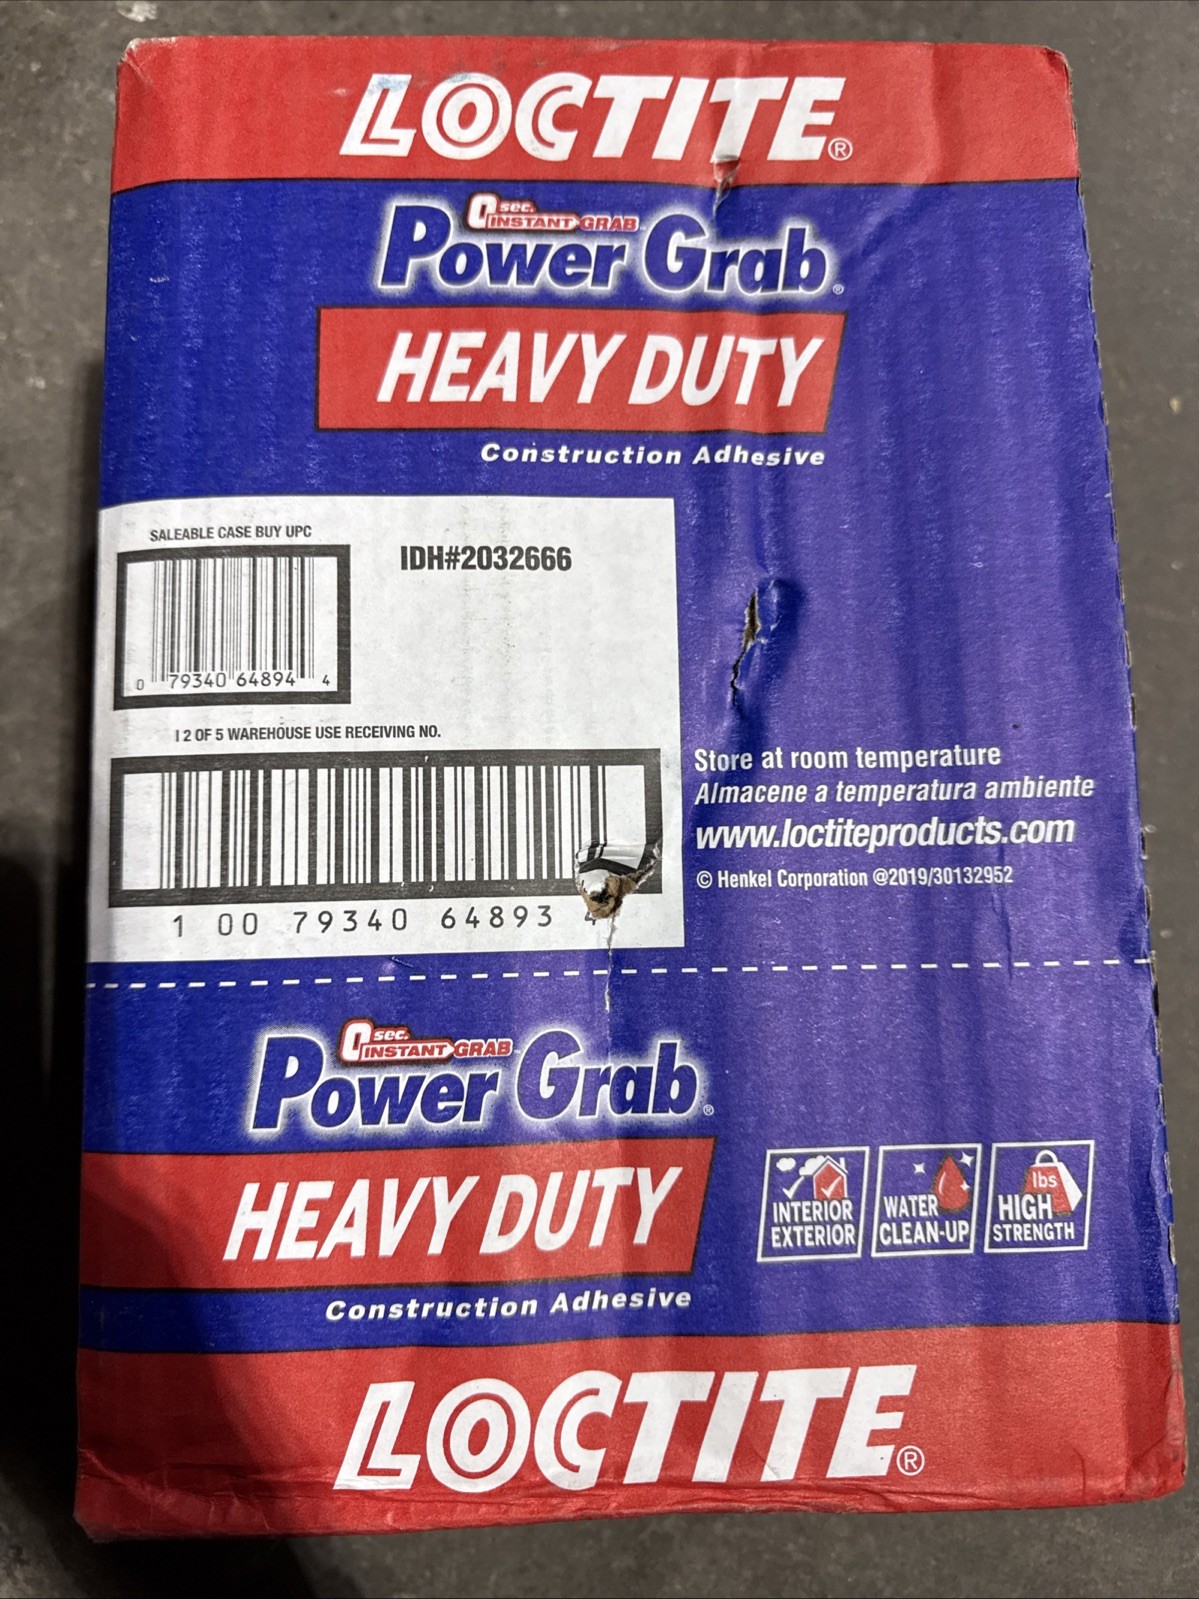 LOCTITE®
0 sec.
INSTANT GRAB™
Power Grab®
HEAVY DUTY
Construction Adhesive
SALEABLE CASE BUY UPC
IDH#2032666
0 79340 64894 4
I 2 OF 5 WAREHOUSE USE RECEIVING NO.
1 00 79340 64893 4
Store at room temperature
Almacene a temperatura ambiente
www.loctiteproducts.com
© Henkel Corporation @2019/30132952
0 sec.
INSTANT GRAB™
Power Grab®
HEAVY DUTY
Construction Adhesive
INTERIOR
EXTERIOR
WATER
CLEAN-UP
lbs
HIGH
STRENGTH
LOCTITE®